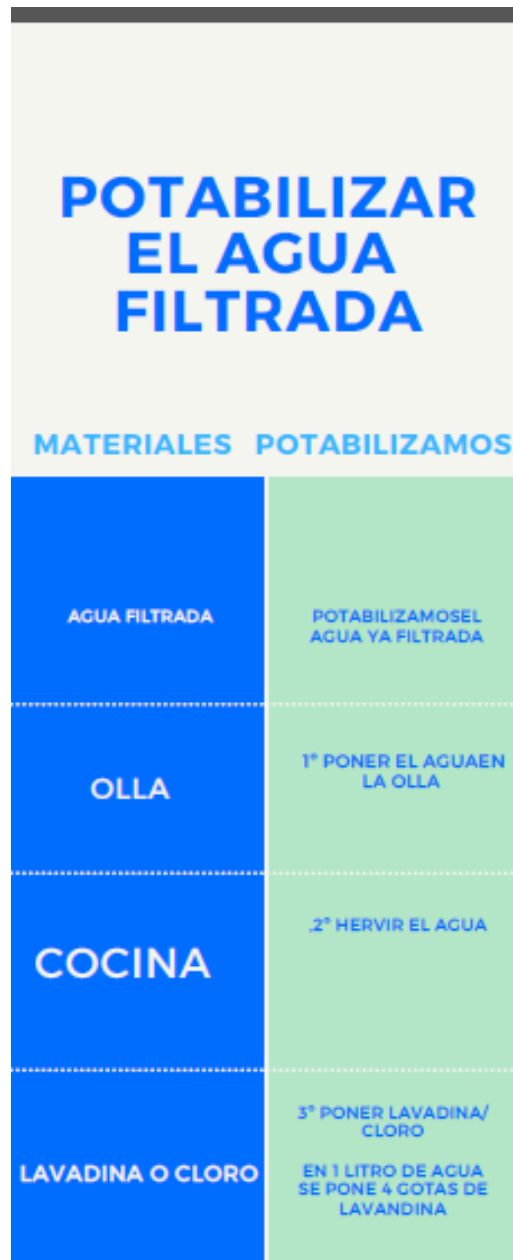 POTABILIZAR
EL AGUA
FILTRADA
MATERIALES POTABILIZAMOS
AGUA FILTRADA
POTABILIZAMOSEL
AGUA YA FILTRADA
OLLA
1° PONER EL AGUAEN
LA OLLA
COCINA
,2° HERVIR EL AGUA
LAVADINA O CLORO
3° PONER LAVADINA/
CLORO
EN 1 LITRO DE AGUA
SE PONE 4 GOTAS DE
LAVANDINA